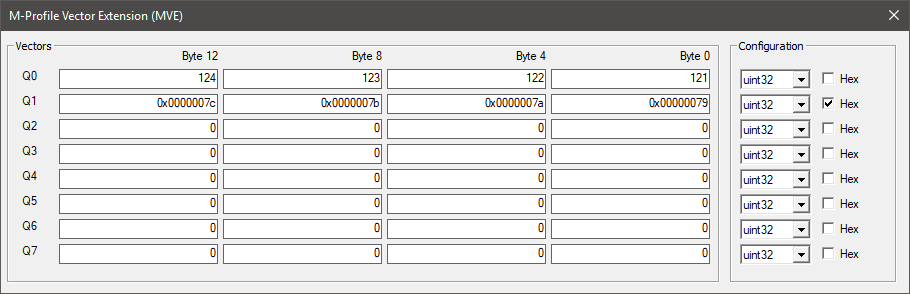 M-Profile Vector Extension (MVE)
Vectors
Configuration
Byte 12 Byte 8 Byte 4 Byte 0
Q0 124 123 122 121 uint32 Hex
Q1 0x0000007c 0x0000007b 0x0000007a 0x00000079 uint32 Hex
Q2 0 0 0 0 uint32 Hex
Q3 0 0 0 0 uint32 Hex
Q4 0 0 0 0 uint32 Hex
Q5 0 0 0 0 uint32 Hex
Q6 0 0 0 0 uint32 Hex
Q7 0 0 0 0 uint32 Hex